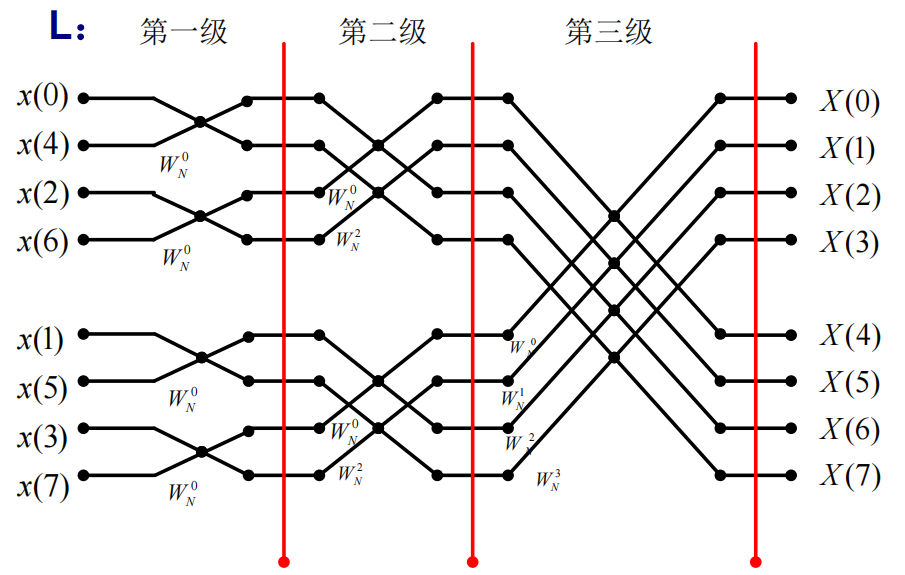 L: 第一级 第二级 第三级
x(0) X(0)
x(4) X(1)
W_N^0
x(2) W_N^0 X(2)
x(6) W_N^2 X(3)
W_N^0
x(1) W_N^0 X(4)
x(5) W_N^0 W_N^1 X(5)
x(3) W_N^0 W_N^2 X(6)
x(7) W_N^0 W_N^2 W_N^3 X(7)